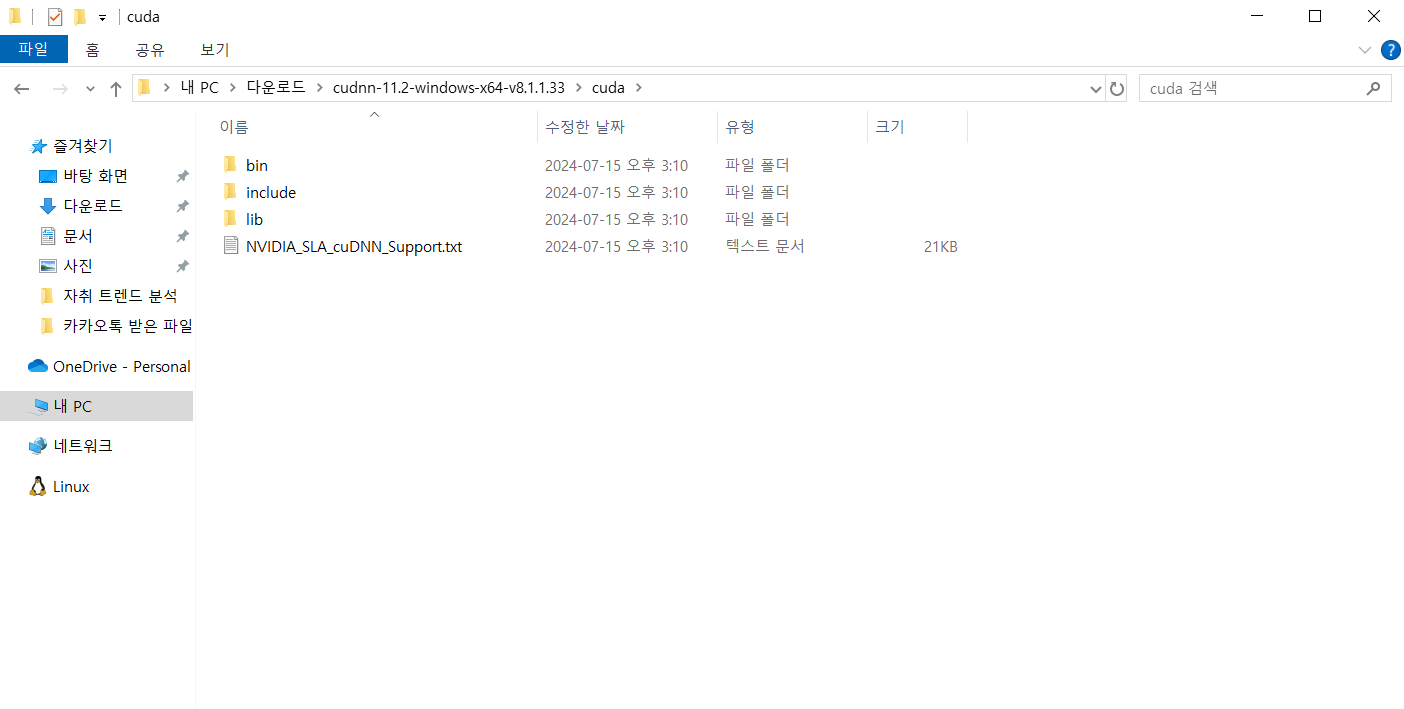 cuda
파일 홈 공유 보기
내 PC 다운로드 cudnn-11.2-windows-x64-v8.1.1.33 cuda cuda 검색
이름 수정한 날짜 유형 크기
즐겨찾기
바탕 화면
다운로드
문서
사진
자취 트렌드 분석
카카오톡 받은 파일
OneDrive - Personal
내 PC
네트워크
Linux
bin 2024-07-15 오후 3:10 파일 폴더
include 2024-07-15 오후 3:10 파일 폴더
lib 2024-07-15 오후 3:10 파일 폴더
NVIDIA_SLA_cuDNN_Support.txt 2024-07-15 오후 3:10 텍스트 문서 21KB